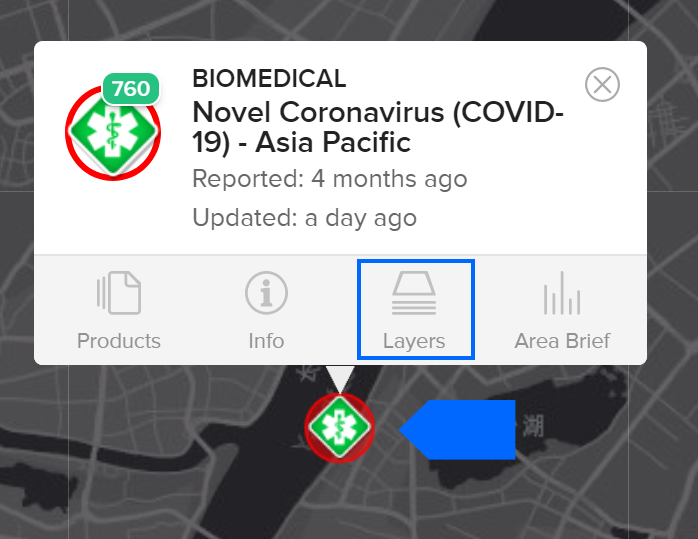 760
BIOMEDICAL
Novel Coronavirus (COVID-
19) - Asia Pacific
Reported: 4 months ago
Updated: a day ago
Products
Info
Layers
Area Brief
长
湖